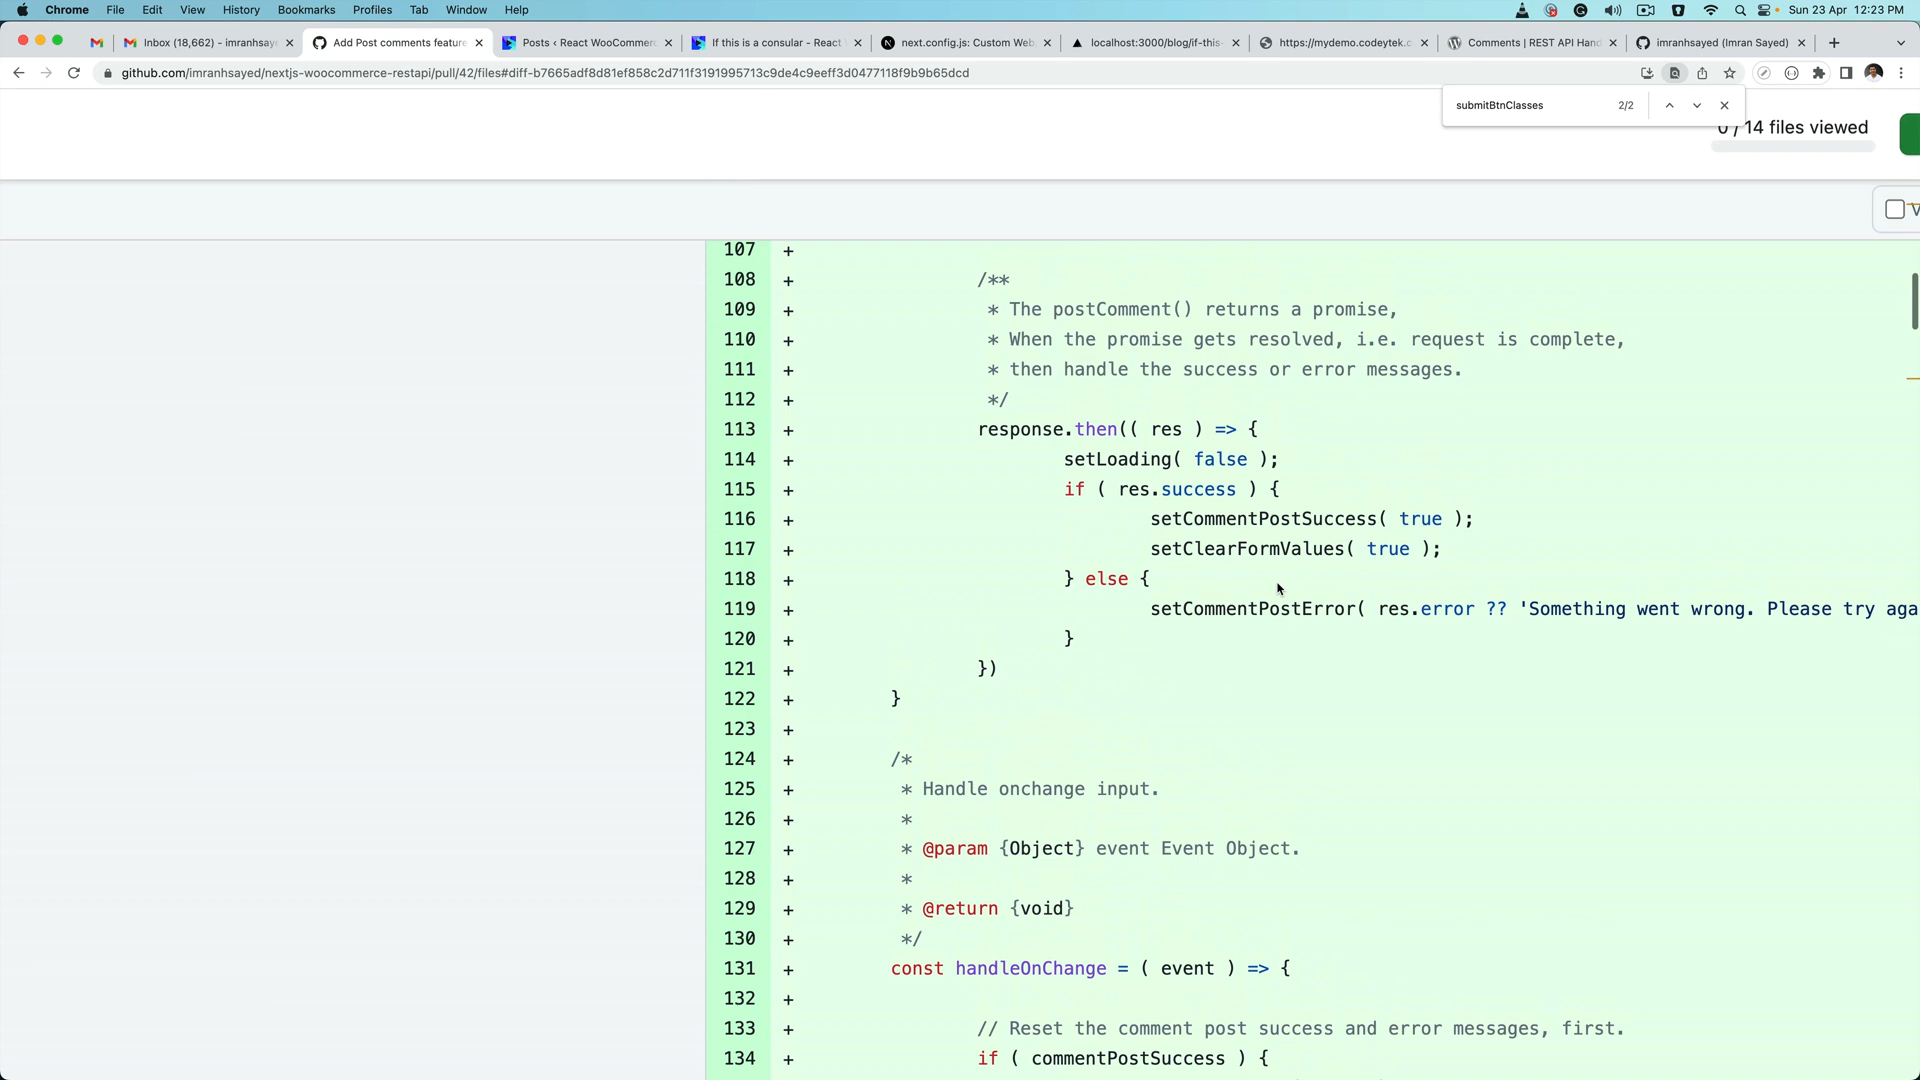 Chrome File Edit View History Bookmarks Profiles Tab Window Help Sun 23 Apr 12:23 PM
Inbox (18,662) - imranhsaye Add Post comments feature Posts ‹ React WooCommerc If this is a consular - React next.config.js: Custom Web localhost:3000/blog/if-this- https://mydemo.codeytek.c Comments | REST API Hand imranhsayed (Imran Sayed)
github.com/imranhsayed/nextjs-woocommerce-restapi/pull/42/files#diff-b7665adf8d81ef858c2d711f3191995713c9de4c9eeff3d0477118f9b9b65dcd
submitBtnClasses 2/2
0 / 14 files viewed
V
107 +
108 + /**
109 + * The postComment() returns a promise,
110 + * When the promise gets resolved, i.e. request is complete,
111 + * then handle the success or error messages.
112 + */
113 + response.then(( res ) => {
114 + setLoading( false );
115 + if ( res.success ) {
116 + setCommentPostSuccess( true );
117 + setClearFormValues( true );
118 + } else {
119 + setCommentPostError( res.error ?? 'Something went wrong. Please try aga
120 + }
121 + })
122 + }
123 +
124 + /*
125 + * Handle onchange input.
126 + *
127 + * @param {Object} event Event Object.
128 + *
129 + * @return {void}
130 + */
131 + const handleOnChange = ( event ) => {
132 +
133 + // Reset the comment post success and error messages, first.
134 + if ( commentPostSuccess ) {